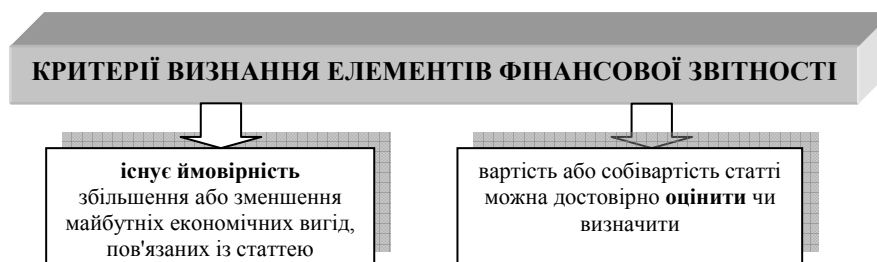 КРИТЕРІЇ ВИЗНАННЯ ЕЛЕМЕНТІВ ФІНАНСОВОЇ ЗВІТНОСТІ
існує ймовірність
збільшення або зменшення
майбутніх економічних вигід,
пов'язаних із статтею
вартість або собівартість статті
можна достовірно оцінити чи
визначити